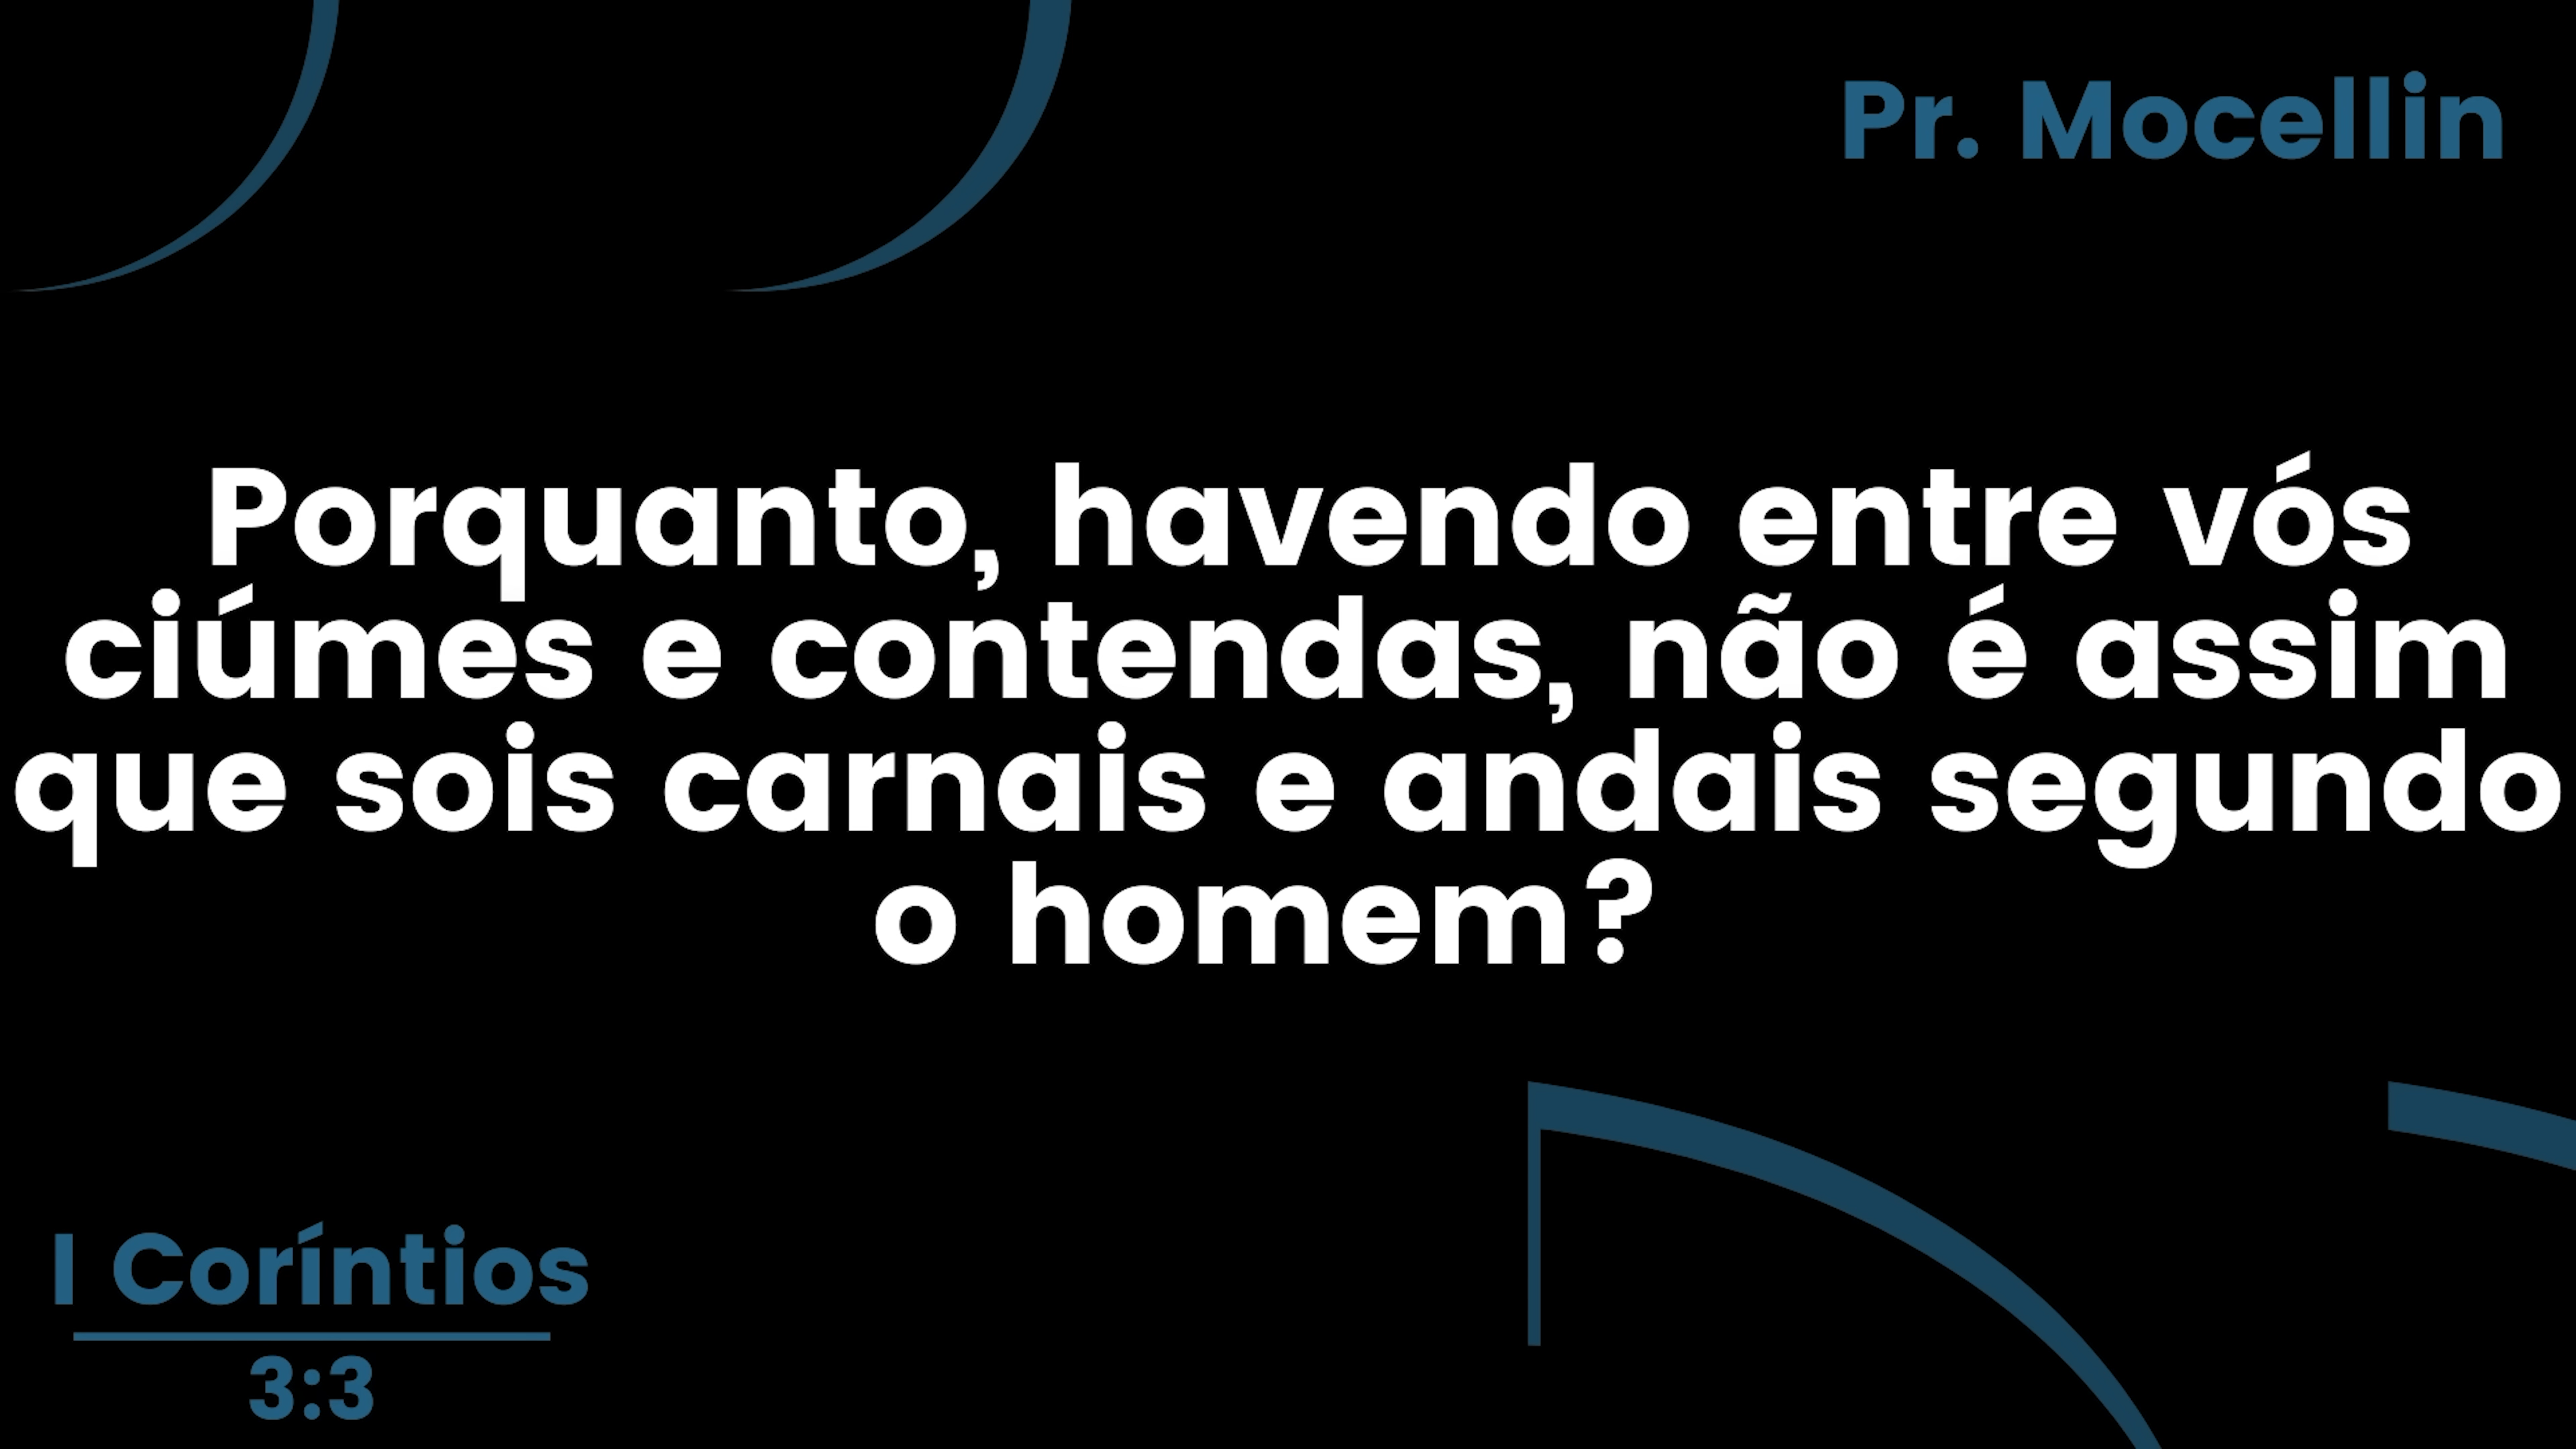 Pr. Mocellin
Porquanto, havendo entre vós
ciúmes e contendas, não é assim
que sois carnais e andais segundo
o homem?
I Coríntios
3:3